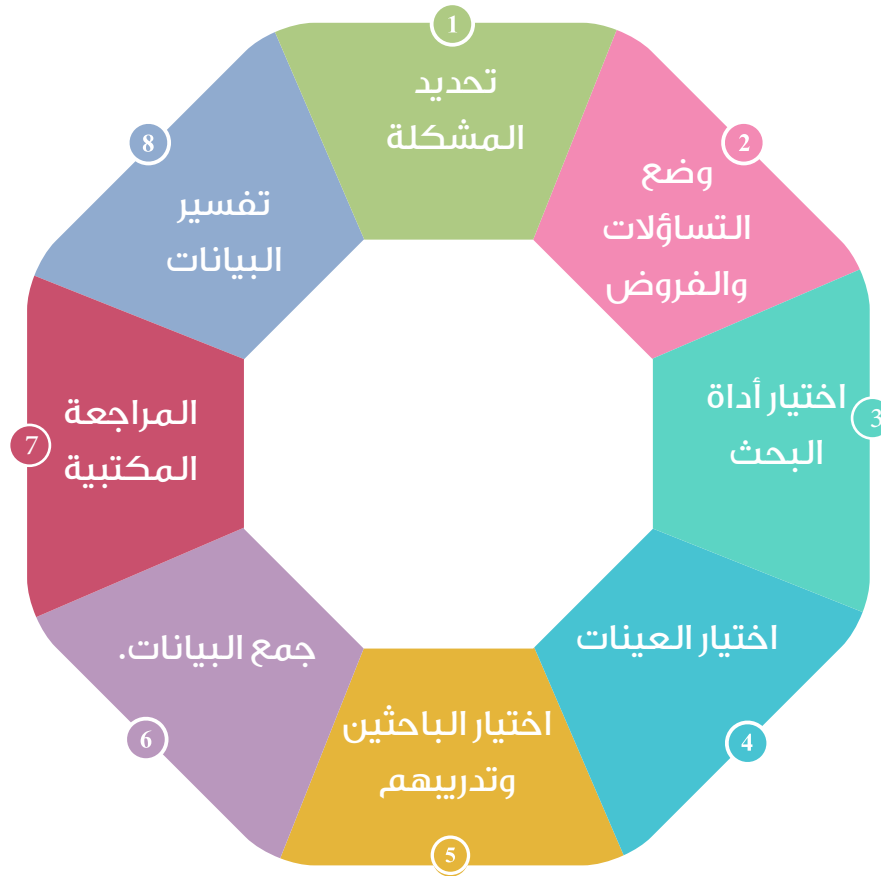 1
تحديد
المشكلة
2
وضع
التساؤلات
والفروض
3
اختيار أداة
البحث
4
اختيار العينات
5
اختيار الباحثين
وتدريبهم
6
جمع البيانات.
7
المراجعة
المكتبية
8
تفسير
البيانات